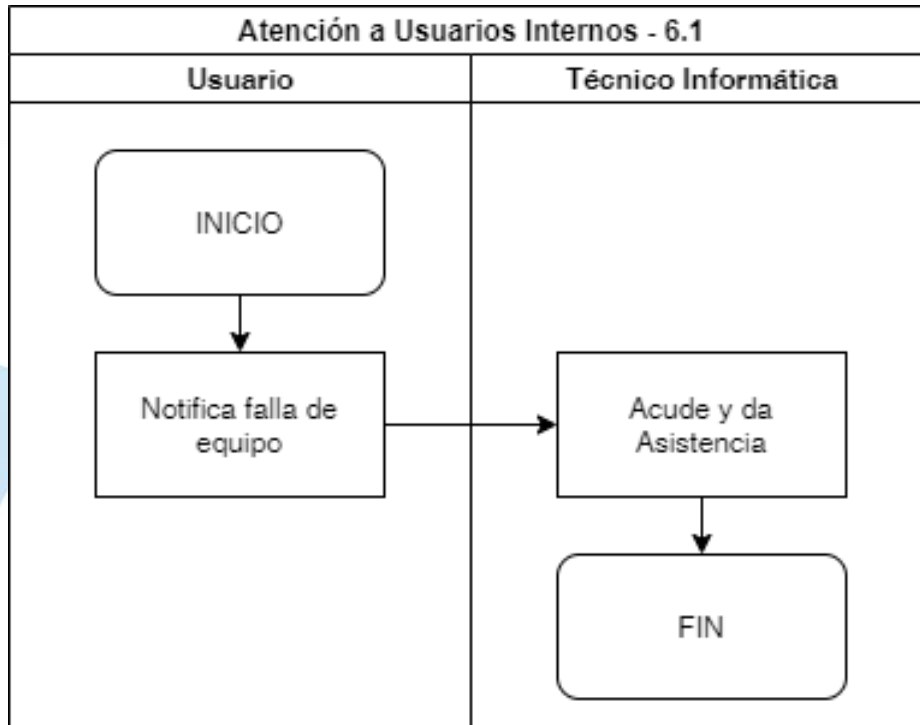 Atención a Usuarios Internos - 6.1
Usuario
Técnico Informática
INICIO
Notifica falla de
equipo
Acude y da
Asistencia
FIN